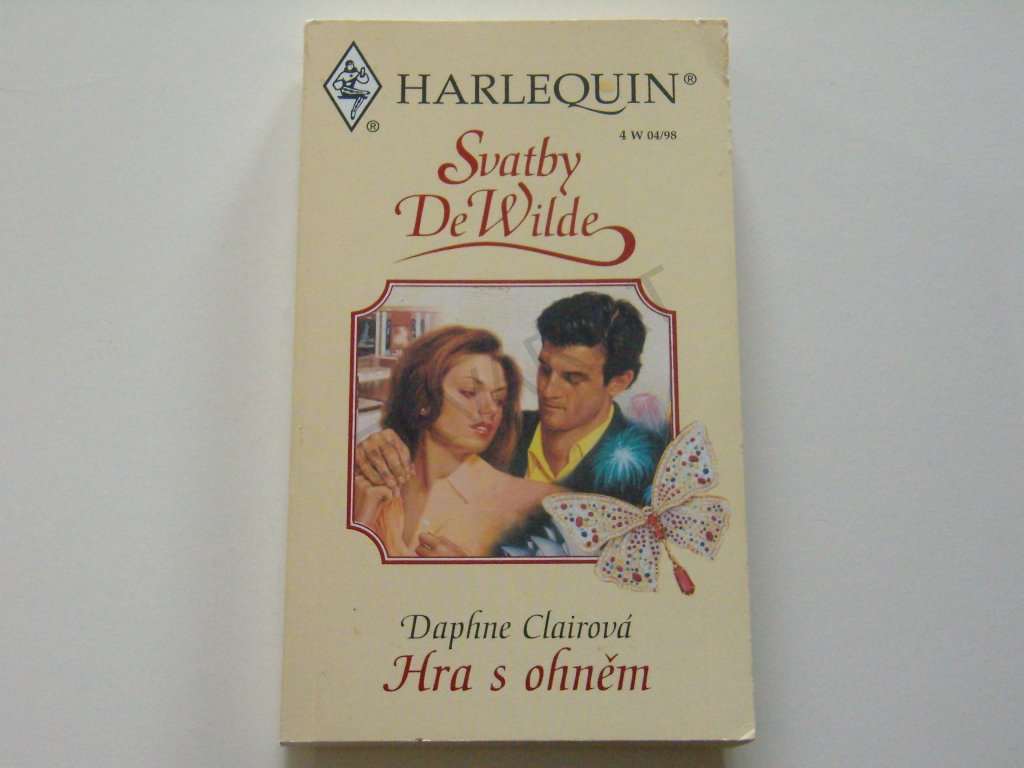 HARLEQUIN®
®
4 W 04/98
Svatby
DeWilde
Daphne Clairová
Hra s ohněm